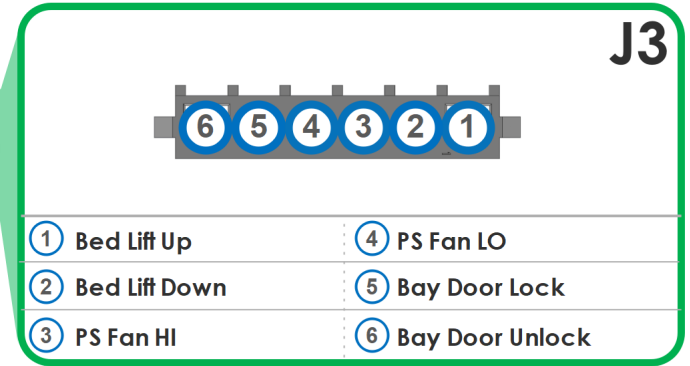 J3
6 5 4 3 2 1
1 Bed Lift Up
4 PS Fan LO
2 Bed Lift Down
5 Bay Door Lock
3 PS Fan HI
6 Bay Door Unlock